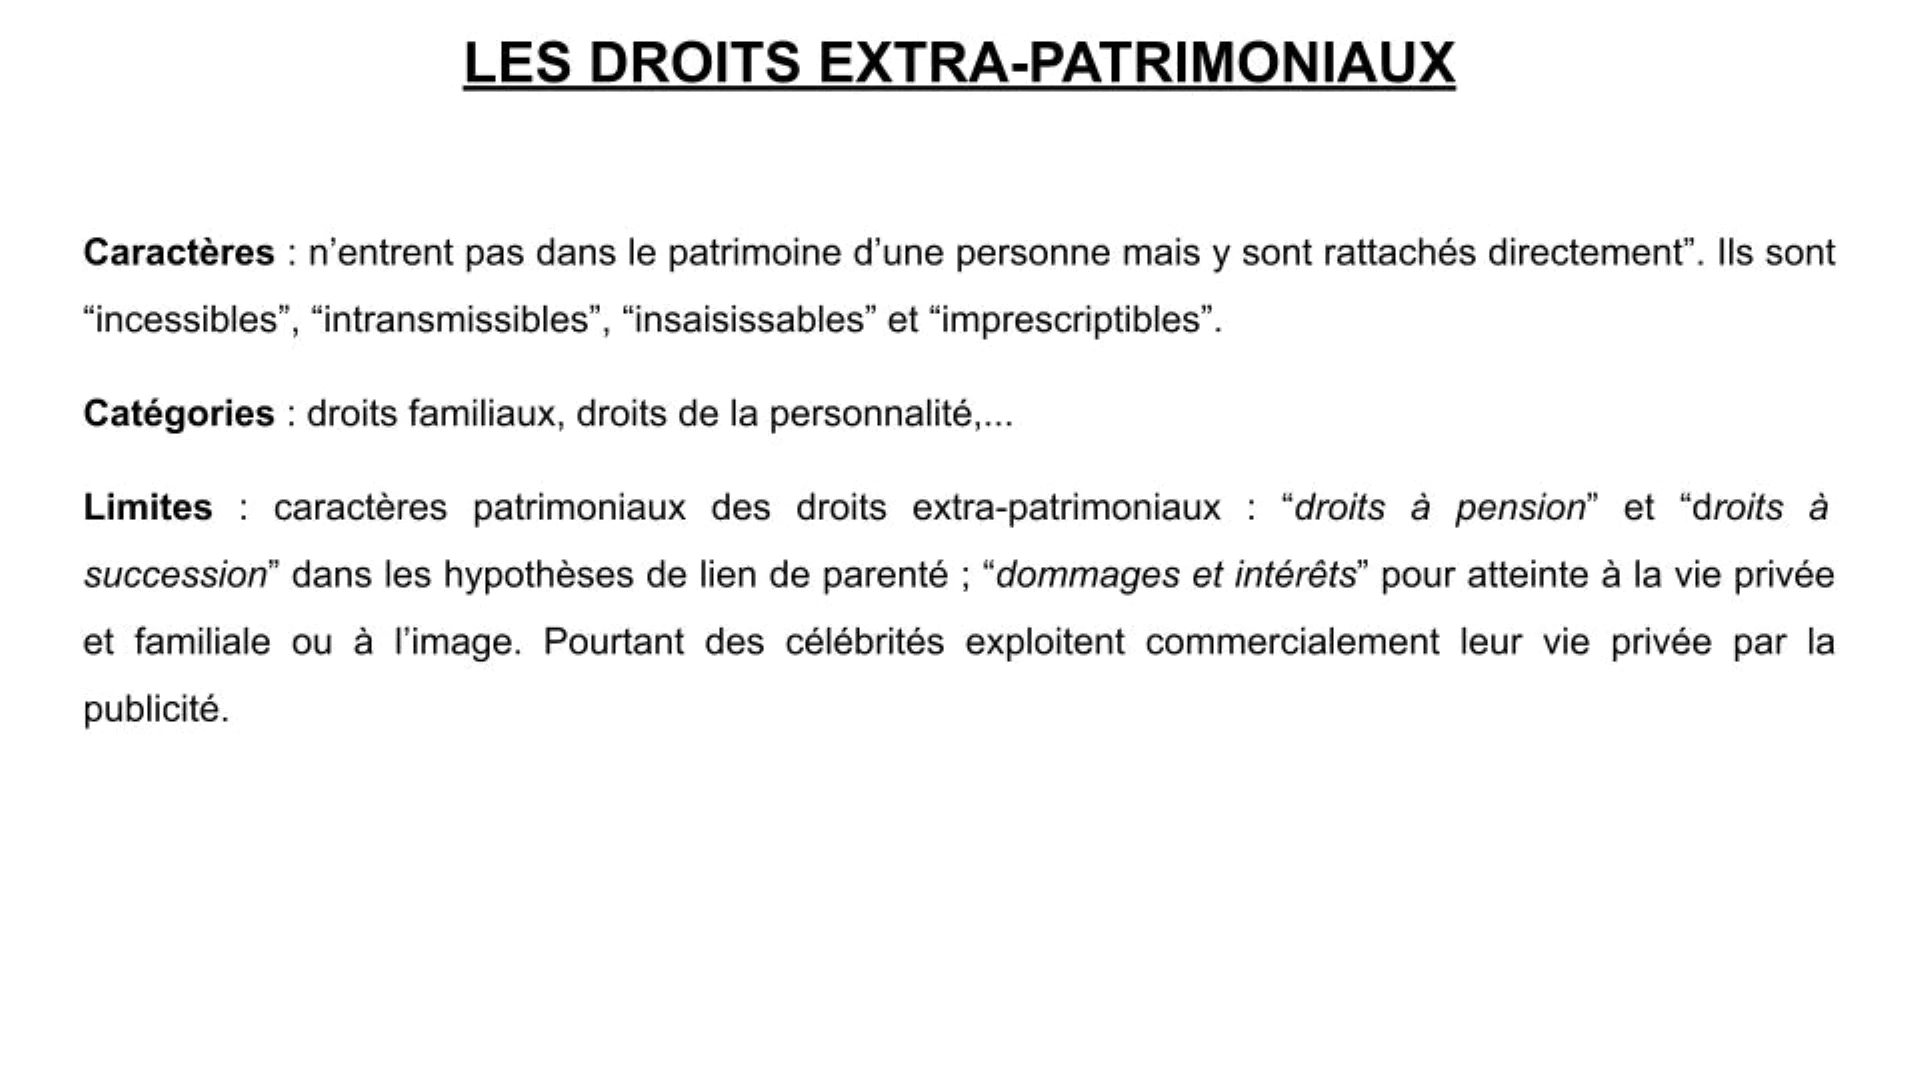 LES DROITS EXTRA-PATRIMONIAUX
Caractères : n’entrent pas dans le patrimoine d’une personne mais y sont rattachés directement”. Ils sont
“incessibles”, “intransmissibles”, “insaisissables” et “imprescriptibles”.
Catégories : droits familiaux, droits de la personnalité,...
Limites : caractères patrimoniaux des droits extra-patrimoniaux : “droits à pension” et “droits à
succession” dans les hypothèses de lien de parenté ; “dommages et intérêts” pour atteinte à la vie privée
et familiale ou à l’image. Pourtant des célébrités exploitent commercialement leur vie privée par la
publicité.